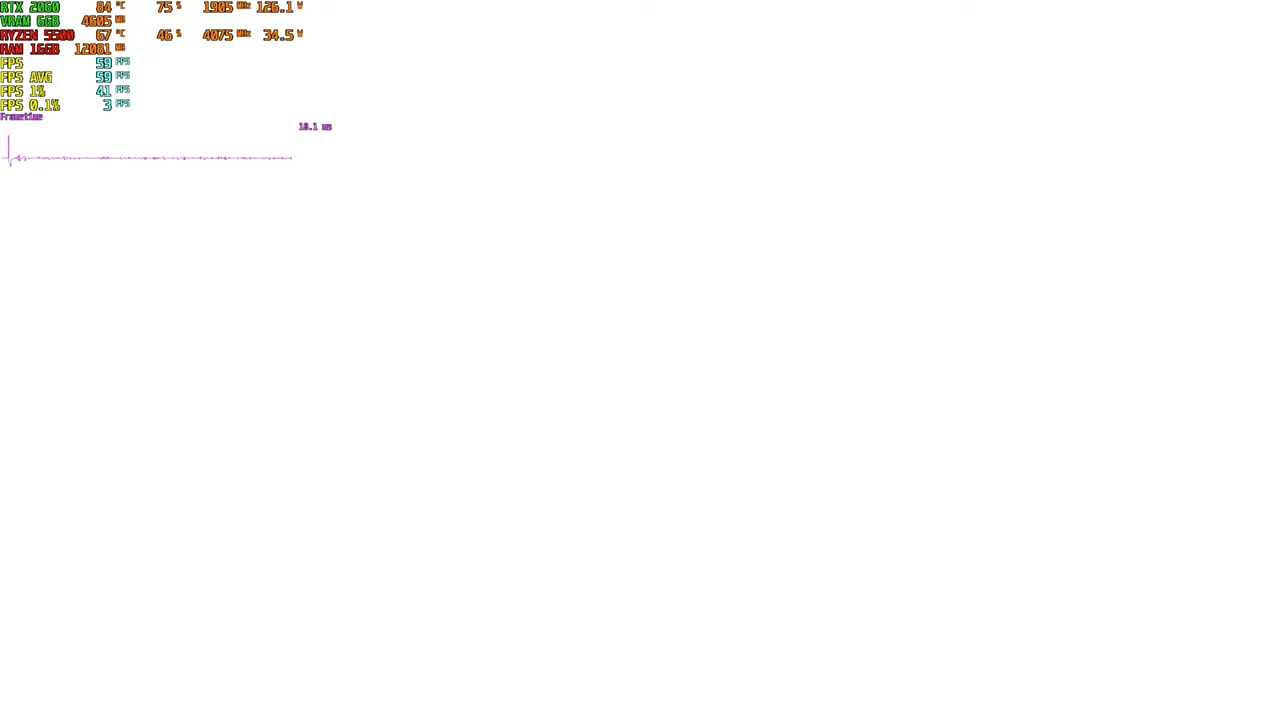 RTX 2060 84 °C 75 % 1905 MHz 126.1 W
VRAM 6GB 4605 MB
RYZEN 5500 67 °C 46 % 4075 MHz 34.5 W
RAM 16GB 12081 MB
FPS 59 FPS
FPS AVG 59 FPS
FPS 1% 41 FPS
FPS 0.1% 3 FPS
Frametime
18.1 ms